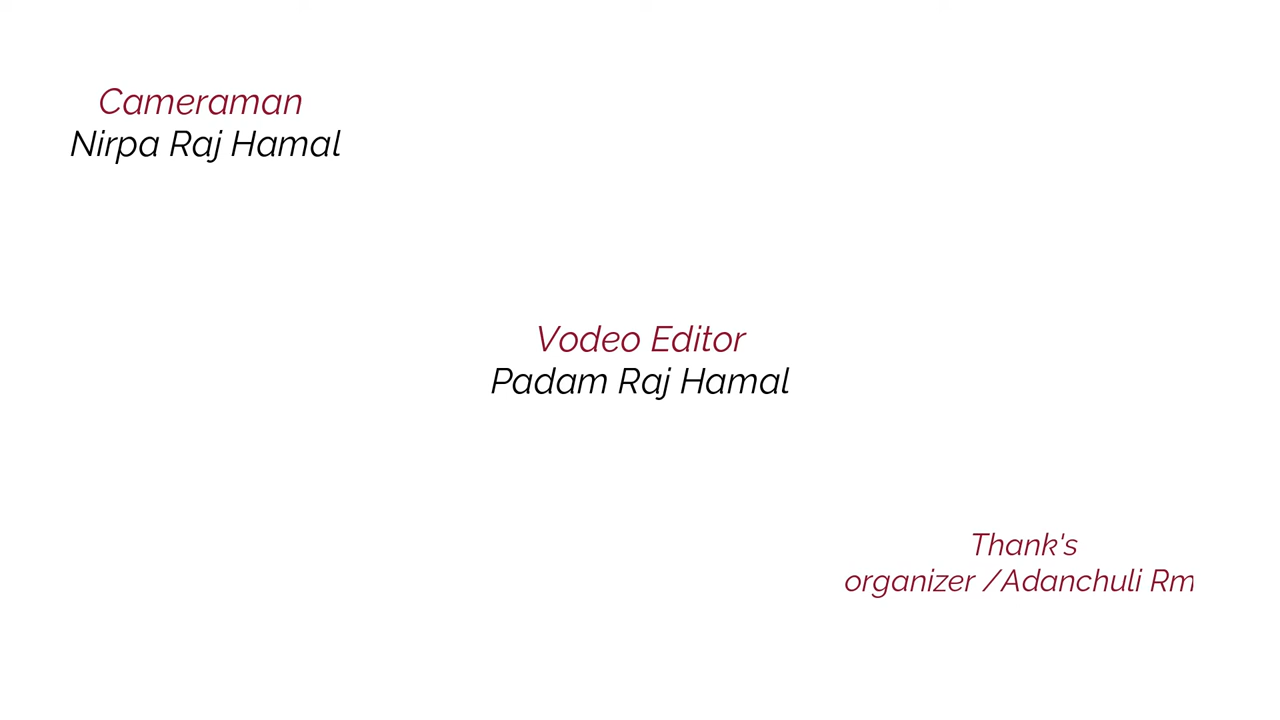 Cameraman
Nirpa Raj Hamal
Vodeo Editor
Padam Raj Hamal
Thank's
organizer /Adanchuli Rm